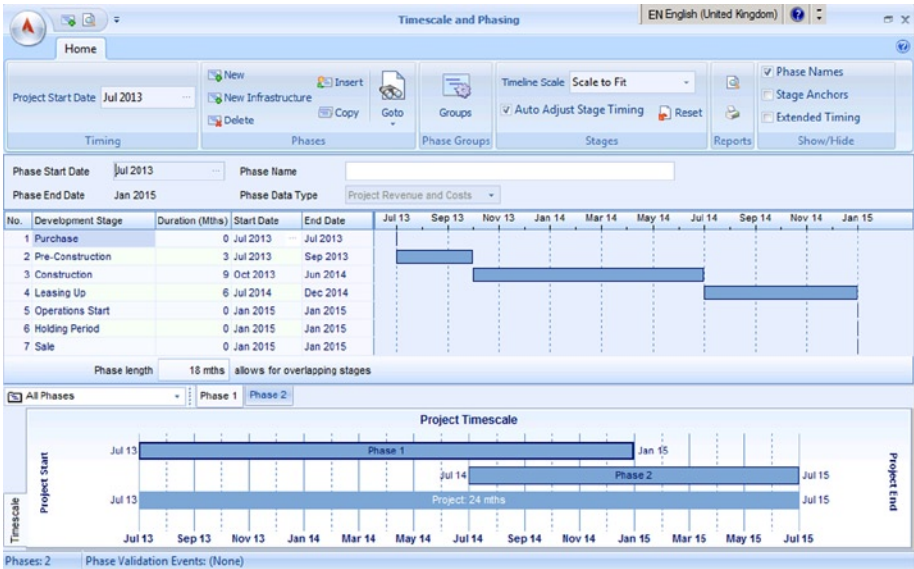 Timescale and Phasing
EN English (United Kingdom)
Home
Project Start Date Jul 2013
New
New Infrastructure
Delete
Insert
Copy
Goto
Groups
Timeline Scale Scale to Fit
Auto Adjust Stage Timing
Reset
Phase Names
Stage Anchors
Extended Timing
Timing
Phases
Phase Groups
Stages
Reports
Show/Hide
Phase Start Date Jul 2013 Phase Name
Phase End Date Jan 2015 Phase Data Type Project Revenue and Costs
No. Development Stage Duration (Mths) Start Date End Date
Jul 13 Sep 13 Nov 13 Jan 14 Mar 14 May 14 Jul 14 Sep 14 Nov 14 Jan 15
1 Purchase 0 Jul 2013 ... Jul 2013
2 Pre-Construction 3 Jul 2013 Sep 2013
3 Construction 9 Oct 2013 Jun 2014
4 Leasing Up 6 Jul 2014 Dec 2014
5 Operations Start 0 Jan 2015 Jan 2015
6 Holding Period 0 Jan 2015 Jan 2015
7 Sale 0 Jan 2015 Jan 2015
Phase length 18 mths allows for overlapping stages
All Phases Phase 1 Phase 2
Project Timescale
Timescale
Project Start
Jul 13 Phase 1 Jan 15
Jul 14 Phase 2 Jul 15
Jul 13 Project: 24 mths Jul 15
Project End
Jul 13 Sep 13 Nov 13 Jan 14 Mar 14 May 14 Jul 14 Sep 14 Nov 14 Jan 15 Mar 15 May 15 Jul 15
Phases: 2 Phase Validation Events: (None)